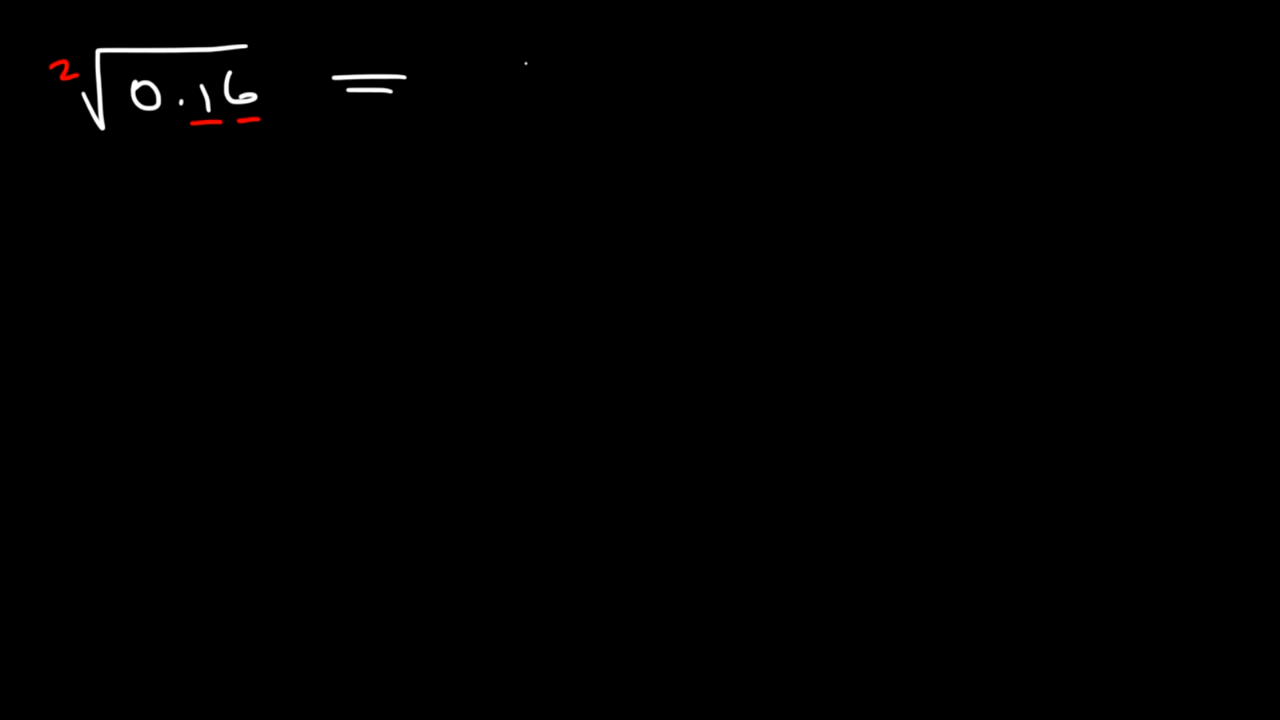 ²√0.16 =